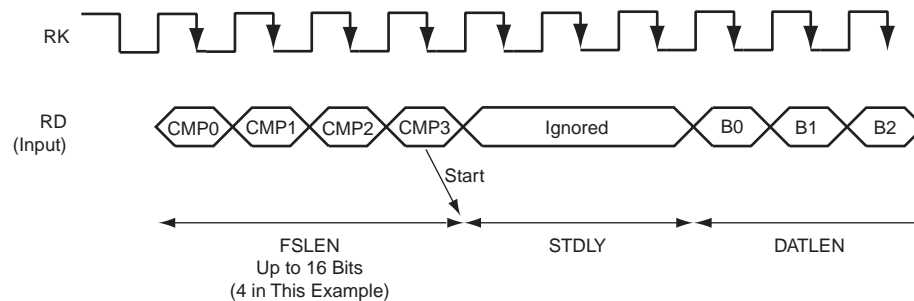 RK
RD
(Input)
CMP0 CMP1 CMP2 CMP3 Ignored B0 B1 B2
Start
FSLEN
Up to 16 Bits
(4 in This Example)
STDLY
DATLEN